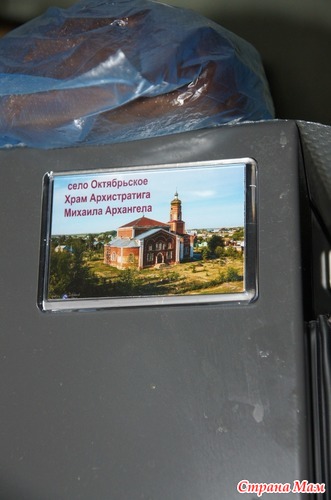 село Октябрьское
Храм Архистратига
Михаила Архангела
Страна Мам